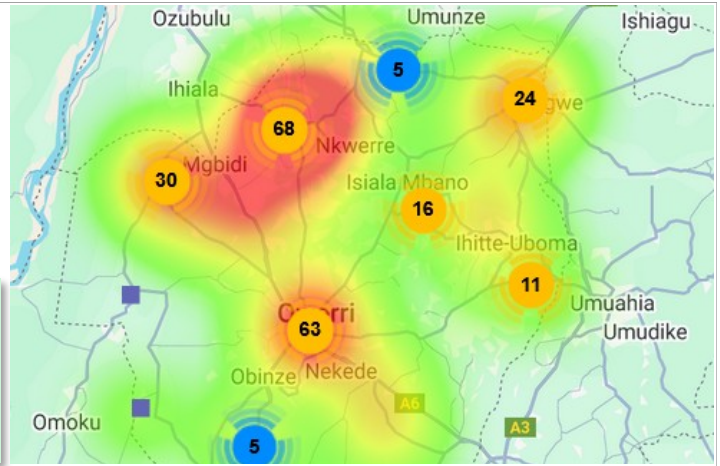 Ozubulu
Umunze
Ishiagu
5
Ihiala
24
gwe
68
Nkwerre
Mgbidi
30
Isiala Mbano
16
Ihitte-Uboma
11
Umuahia
63
Umudike
Obinze
Nekede
A6
Omoku
A3
5